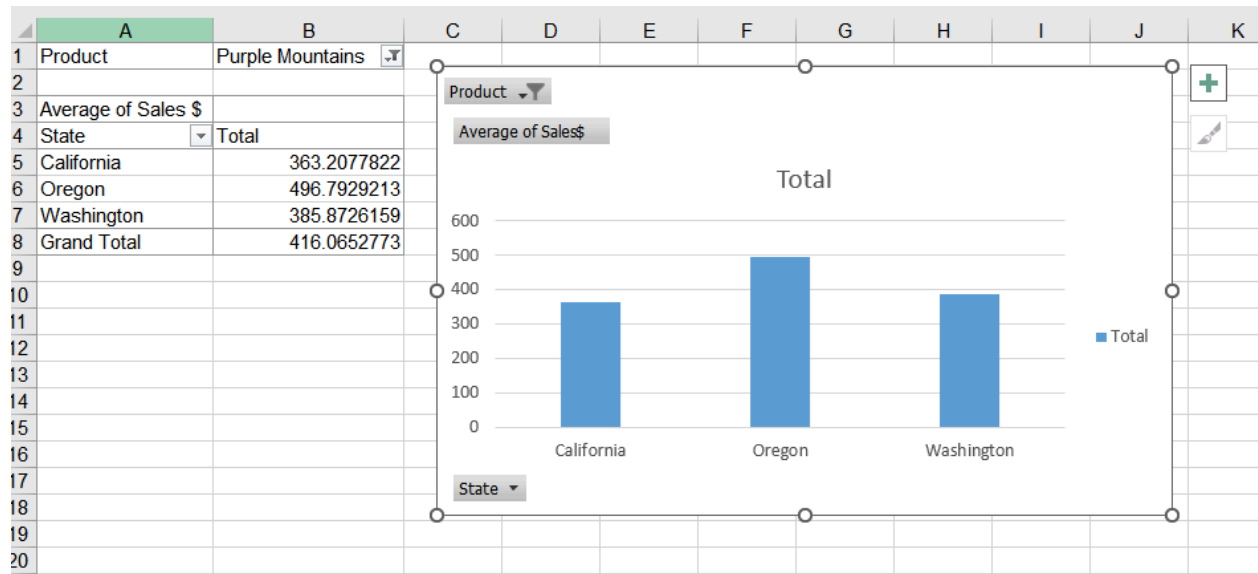 A B C D E F G H I J K
1 Product Purple Mountains
2
3 Average of Sales $
4 State Total
5 California 363.2077822
6 Oregon 496.7929213
7 Washington 385.8726159
8 Grand Total 416.0652773
9
10
11
12
13
14
15
16
17
18
19
20
Product
Average of Sales$
Total
600
500
400
300
200
100
0
California Oregon Washington
Total
State